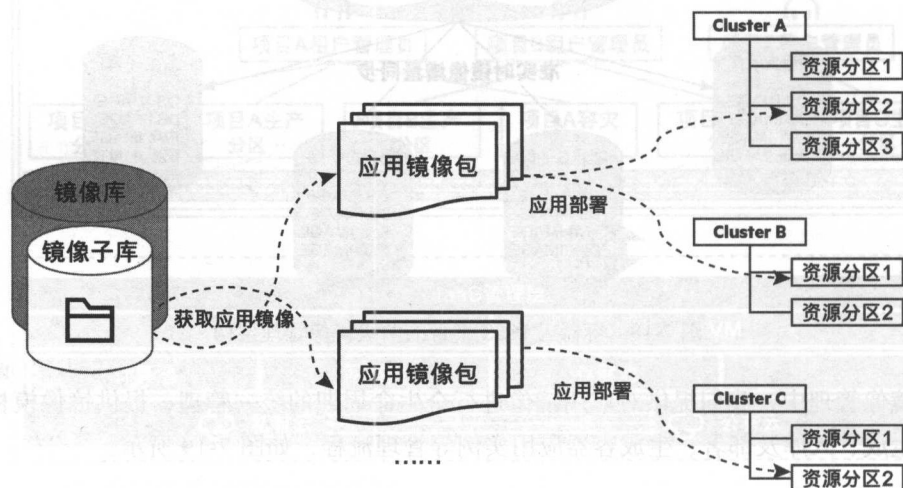 镜像库
镜像子库
获取应用镜像
应用镜像包
应用部署
应用镜像包
应用部署
……
Cluster A
资源分区1
资源分区2
资源分区3
Cluster B
资源分区1
资源分区2
Cluster C
资源分区1
资源分区2